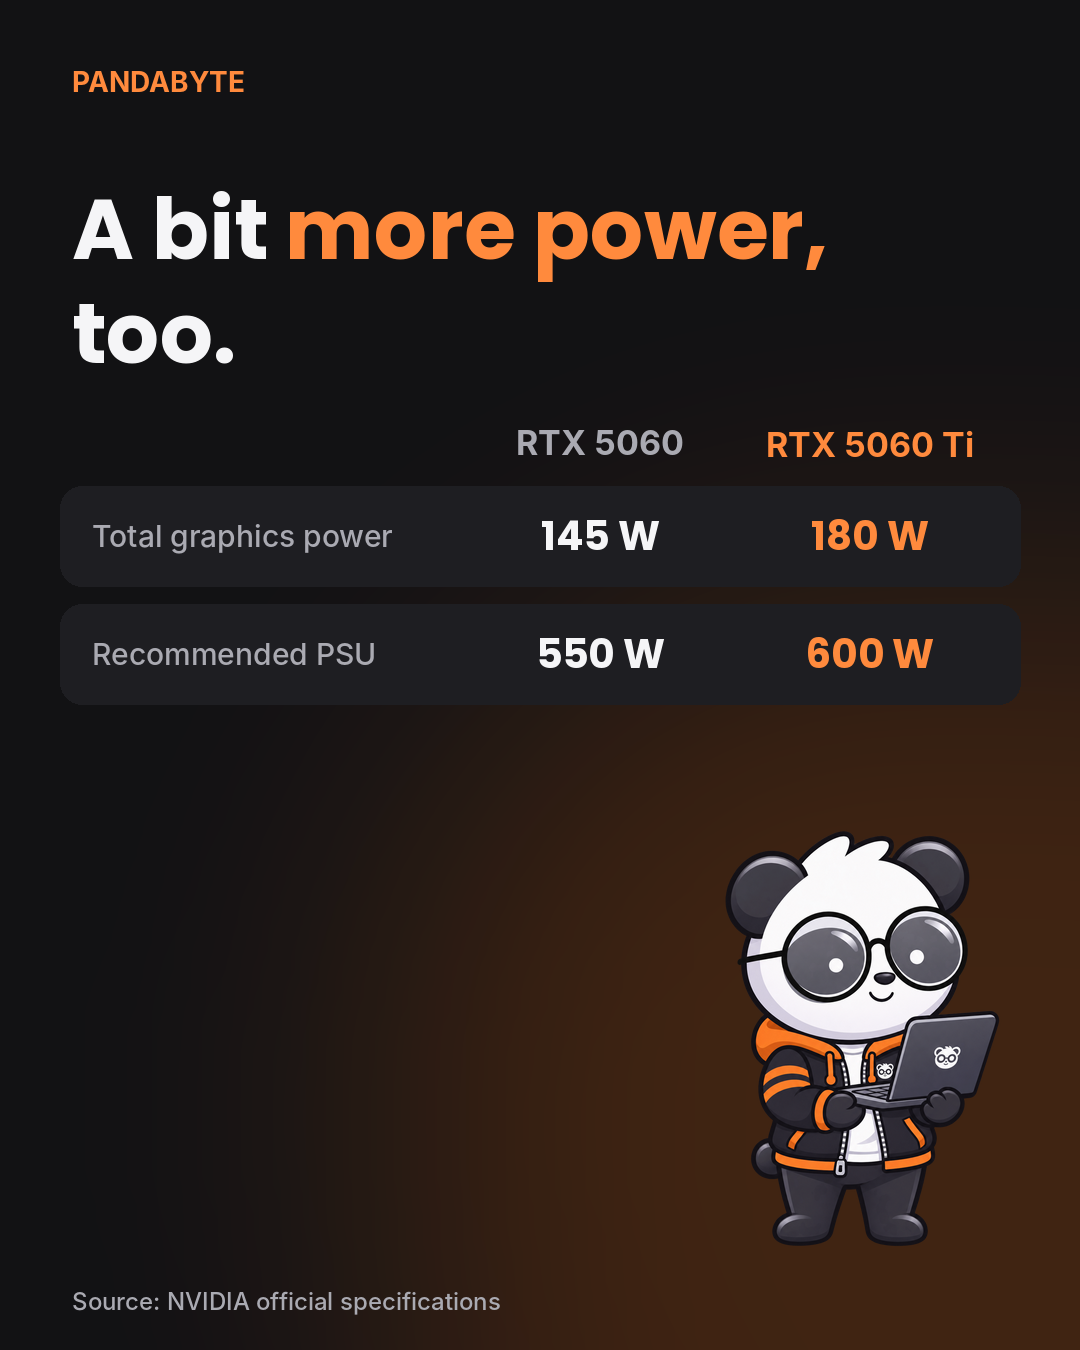 PANDABYTE
A bit more power,
too.
RTX 5060 RTX 5060 Ti
Total graphics power 145 W 180 W
Recommended PSU 550 W 600 W
Source: NVIDIA official specifications